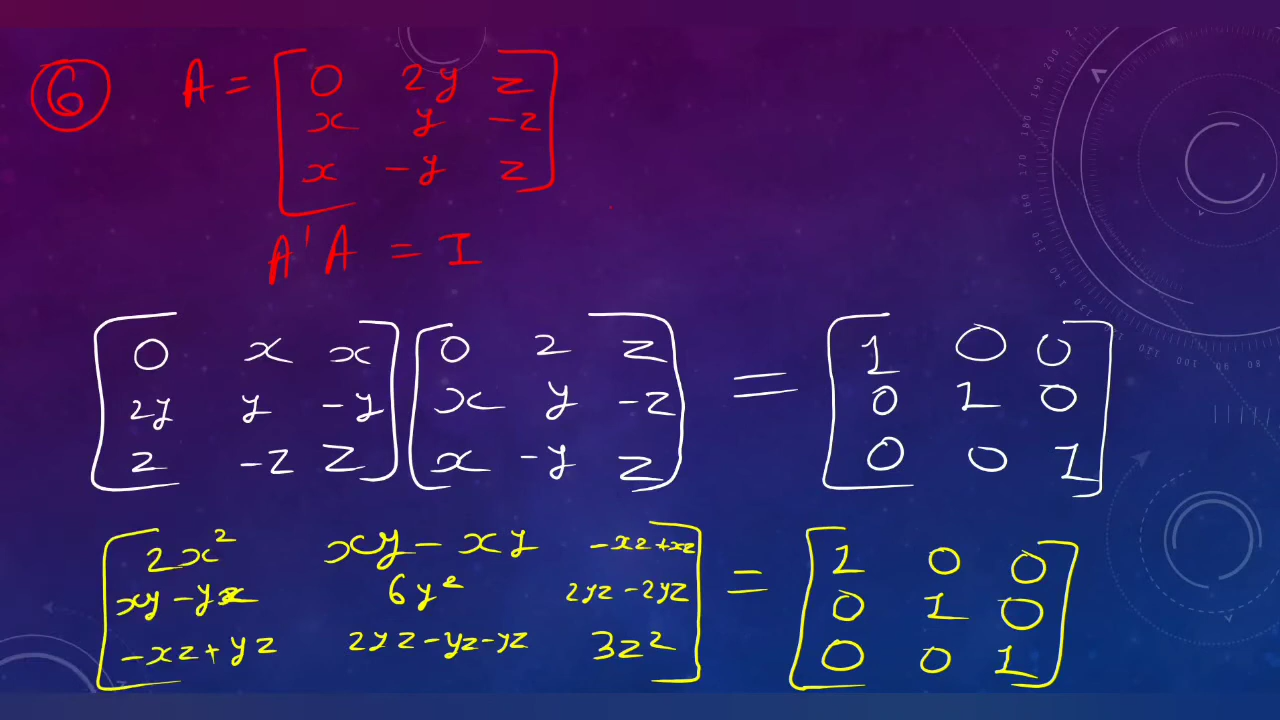 6 A = [ 0 2y z
x y -z
x -y z ]
A'A = I
[ 0 x x ] [ 0 2 z ] = [ 1 0 0 ]
[ 2y y -y ] [ x y -z ] [ 0 1 0 ]
[ z -z z ] [ x -y z ] [ 0 0 1 ]
[ 2x² xy - xy -xz+xz ] = [ 1 0 0 ]
[ xy - yx 6y² 2yz - 2yz ] [ 0 1 0 ]
[ -xz + yz 2yz - yz - yz 3z² ] [ 0 0 1 ]